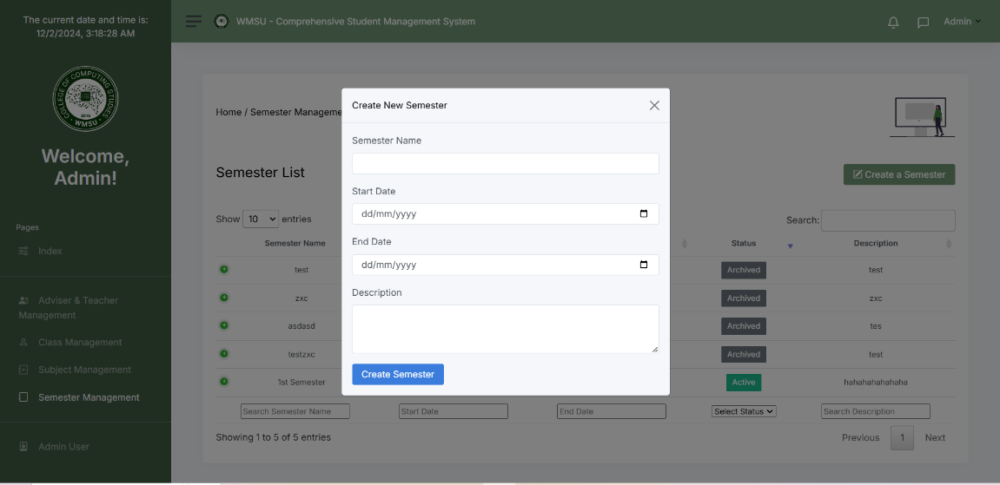 The current date and time is:
12/2/2024, 3:18:28 AM
COLLEGE OF COMPUTING STUDIES
WMSU
Welcome,
Admin!
Pages
Index
Adviser & Teacher
Management
Class Management
Subject Management
Semester Management
Admin User
WMSU - Comprehensive Student Management System
Admin
Home / Semester Manageme
Semester List
Create a Semester
Show 10 entries
Search:
Semester Name Status Description
test Archived test
zxc Archived zxc
asdasd Archived tes
testzxc Archived test
1st Semester Active hahahahahahaha
Search Semester Name Start Date End Date Select Status Search Description
Showing 1 to 5 of 5 entries
Previous 1 Next
Create New Semester
Semester Name
Start Date
dd/mm/yyyy
End Date
dd/mm/yyyy
Description
Create Semester